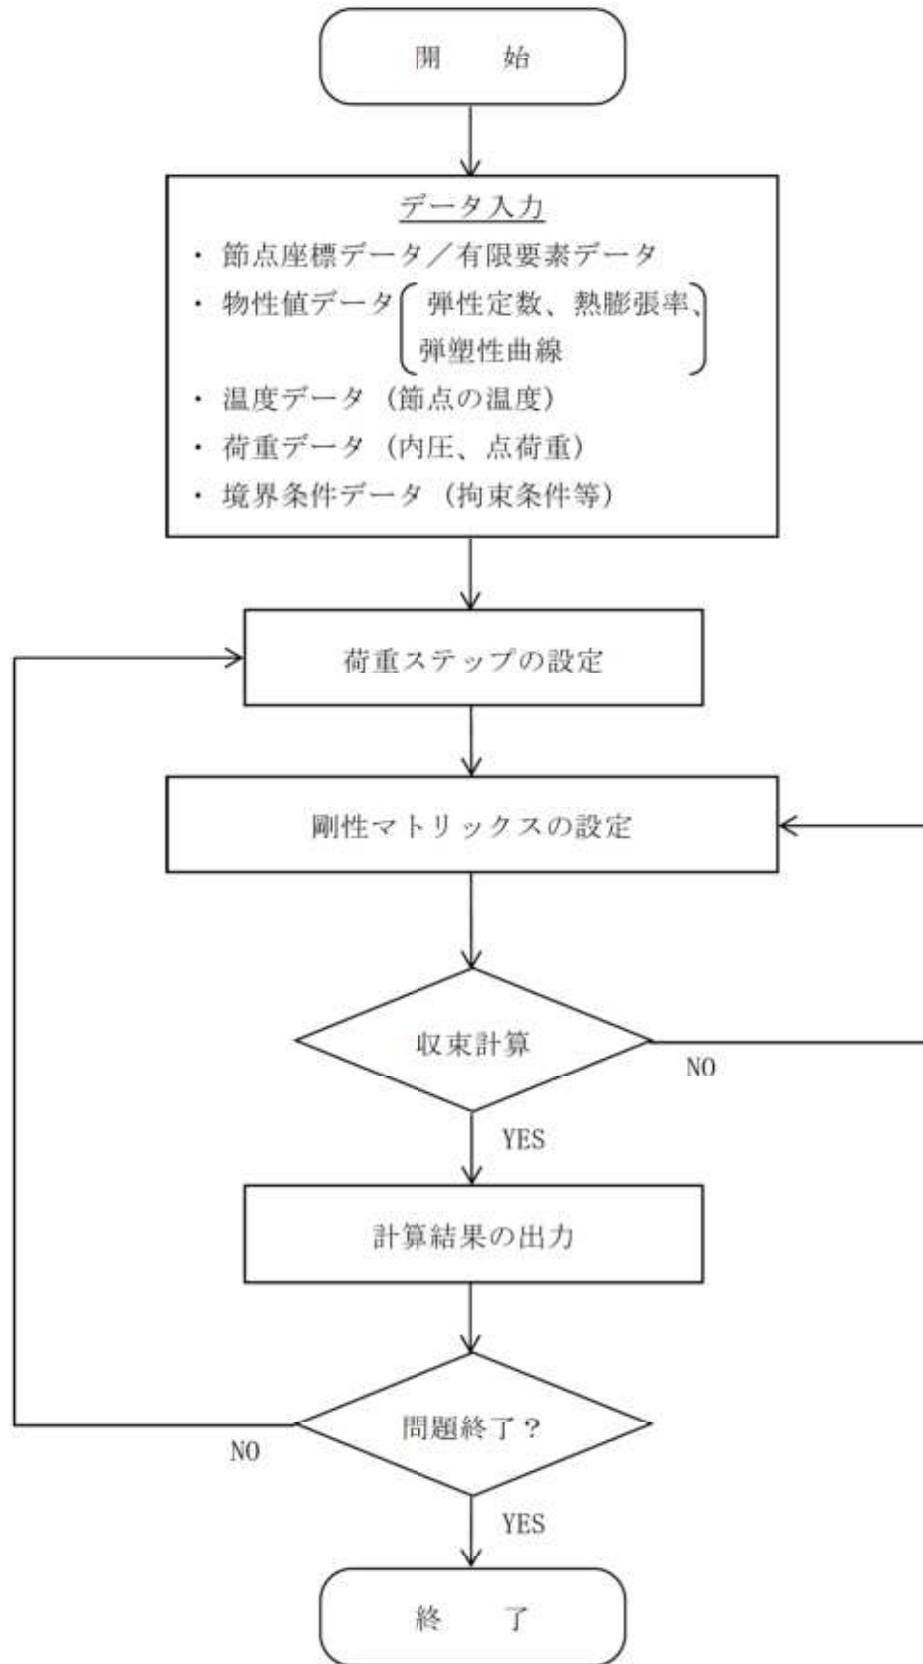 開　始
データ入力
・ 節点座標データ／有限要素データ
・ 物性値データ 弾性定数、熱膨張率、
弾塑性曲線
・ 温度データ（節点の温度）
・ 荷重データ（内圧、点荷重）
・ 境界条件データ（拘束条件等）
荷重ステップの設定
剛性マトリックスの設定
収束計算
NO
YES
計算結果の出力
問題終了？
NO
YES
終　了